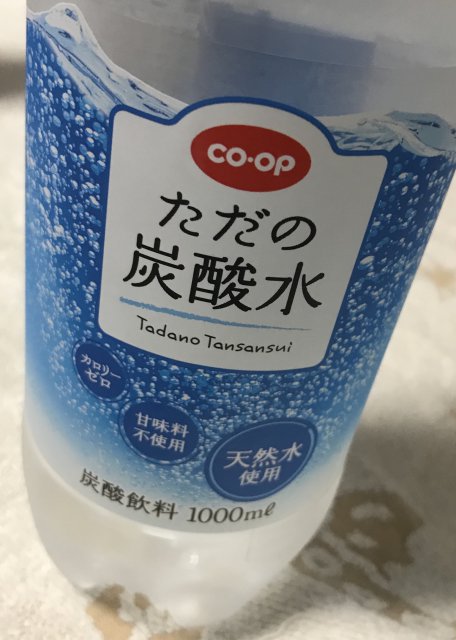 CO·OP
ただの
炭酸水
Tadano Tansansui
カロリー
ゼロ
甘味料
不使用
天然水
使用
炭酸飲料 1000mℓ